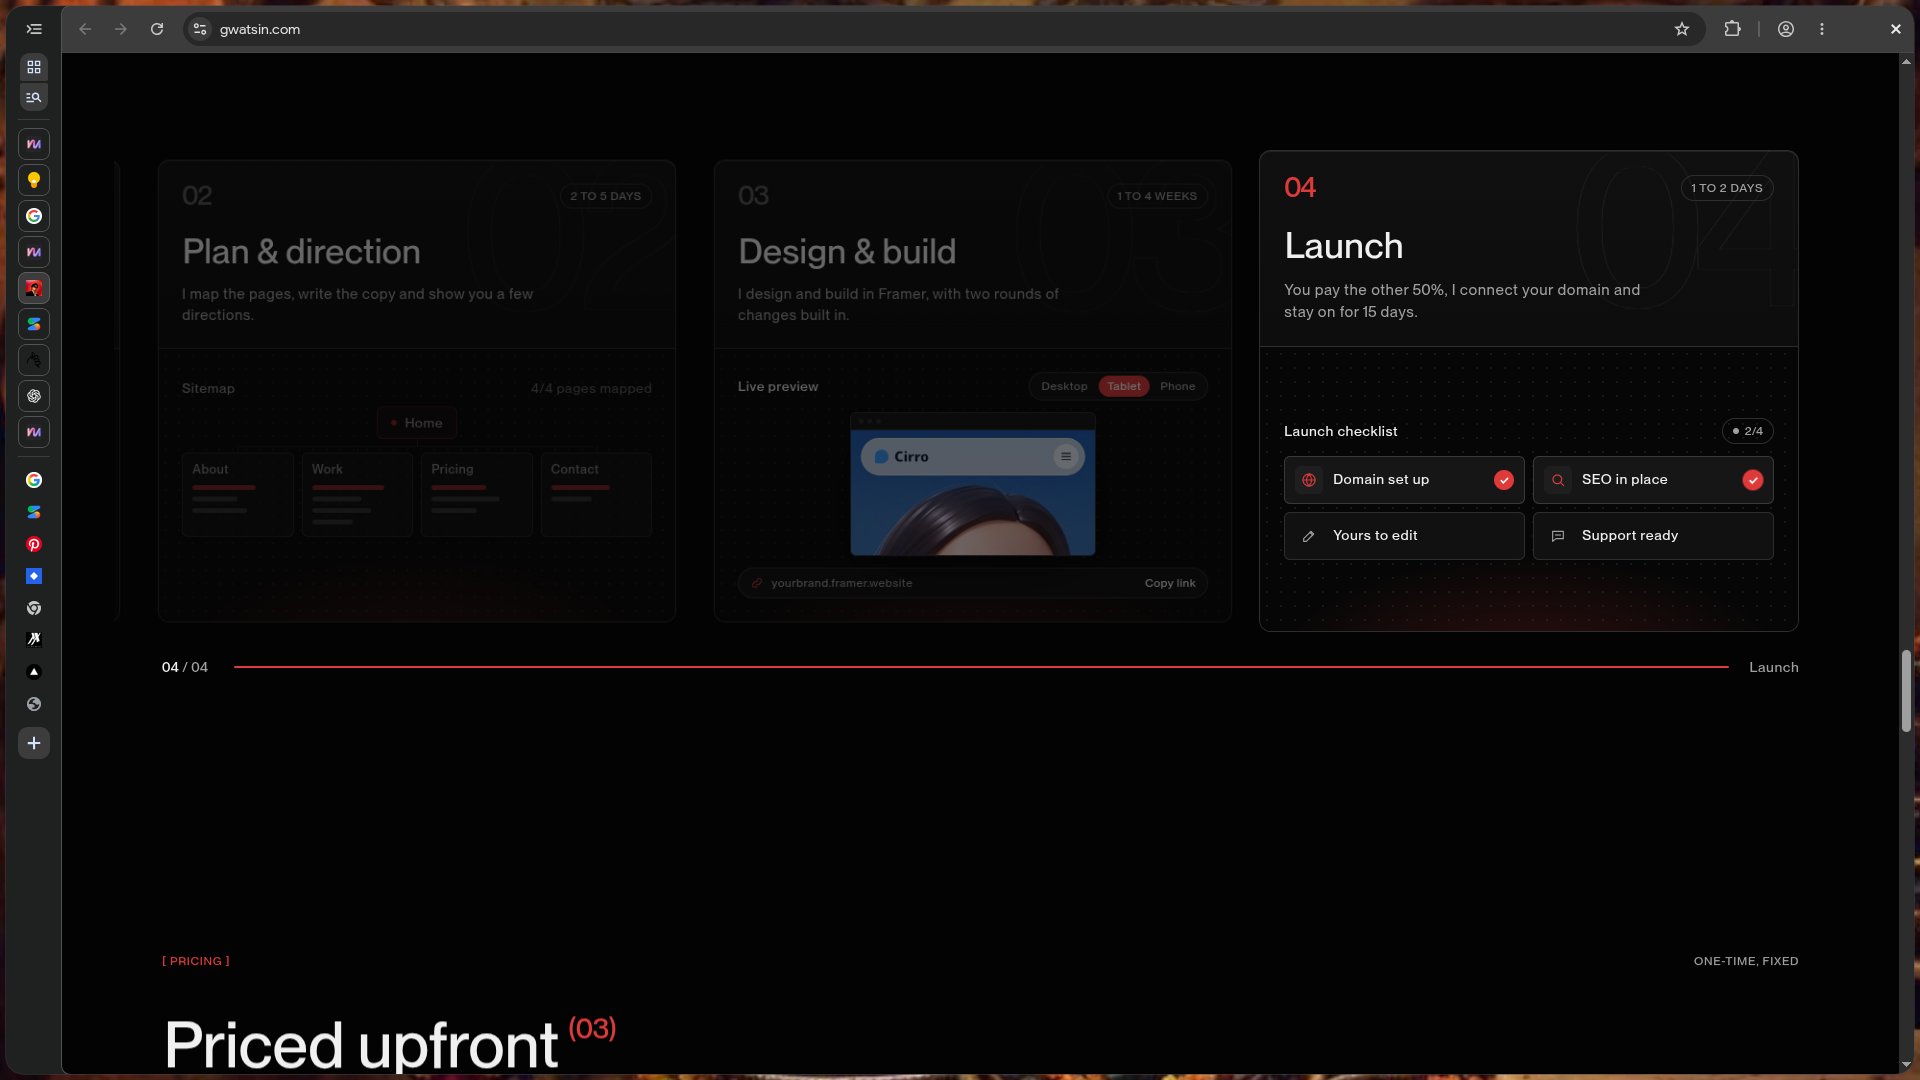 gwatsin.com
02
2 TO 5 DAYS
Plan & direction
I map the pages, write the copy and show you a few
directions.
Sitemap
4/4 pages mapped
Home
About
Work
Pricing
Contact
03
1 TO 4 WEEKS
Design & build
I design and build in Framer, with two rounds of
changes built in.
Live preview
Desktop
Tablet
Phone
Cirro
yourbrand.framer.website
Copy link
04
1 TO 2 DAYS
Launch
You pay the other 50%, I connect your domain and
stay on for 15 days.
Launch checklist
2/4
Domain set up
SEO in place
Yours to edit
Support ready
04 / 04
Launch
[ PRICING ]
ONE-TIME, FIXED
Priced upfront (03)